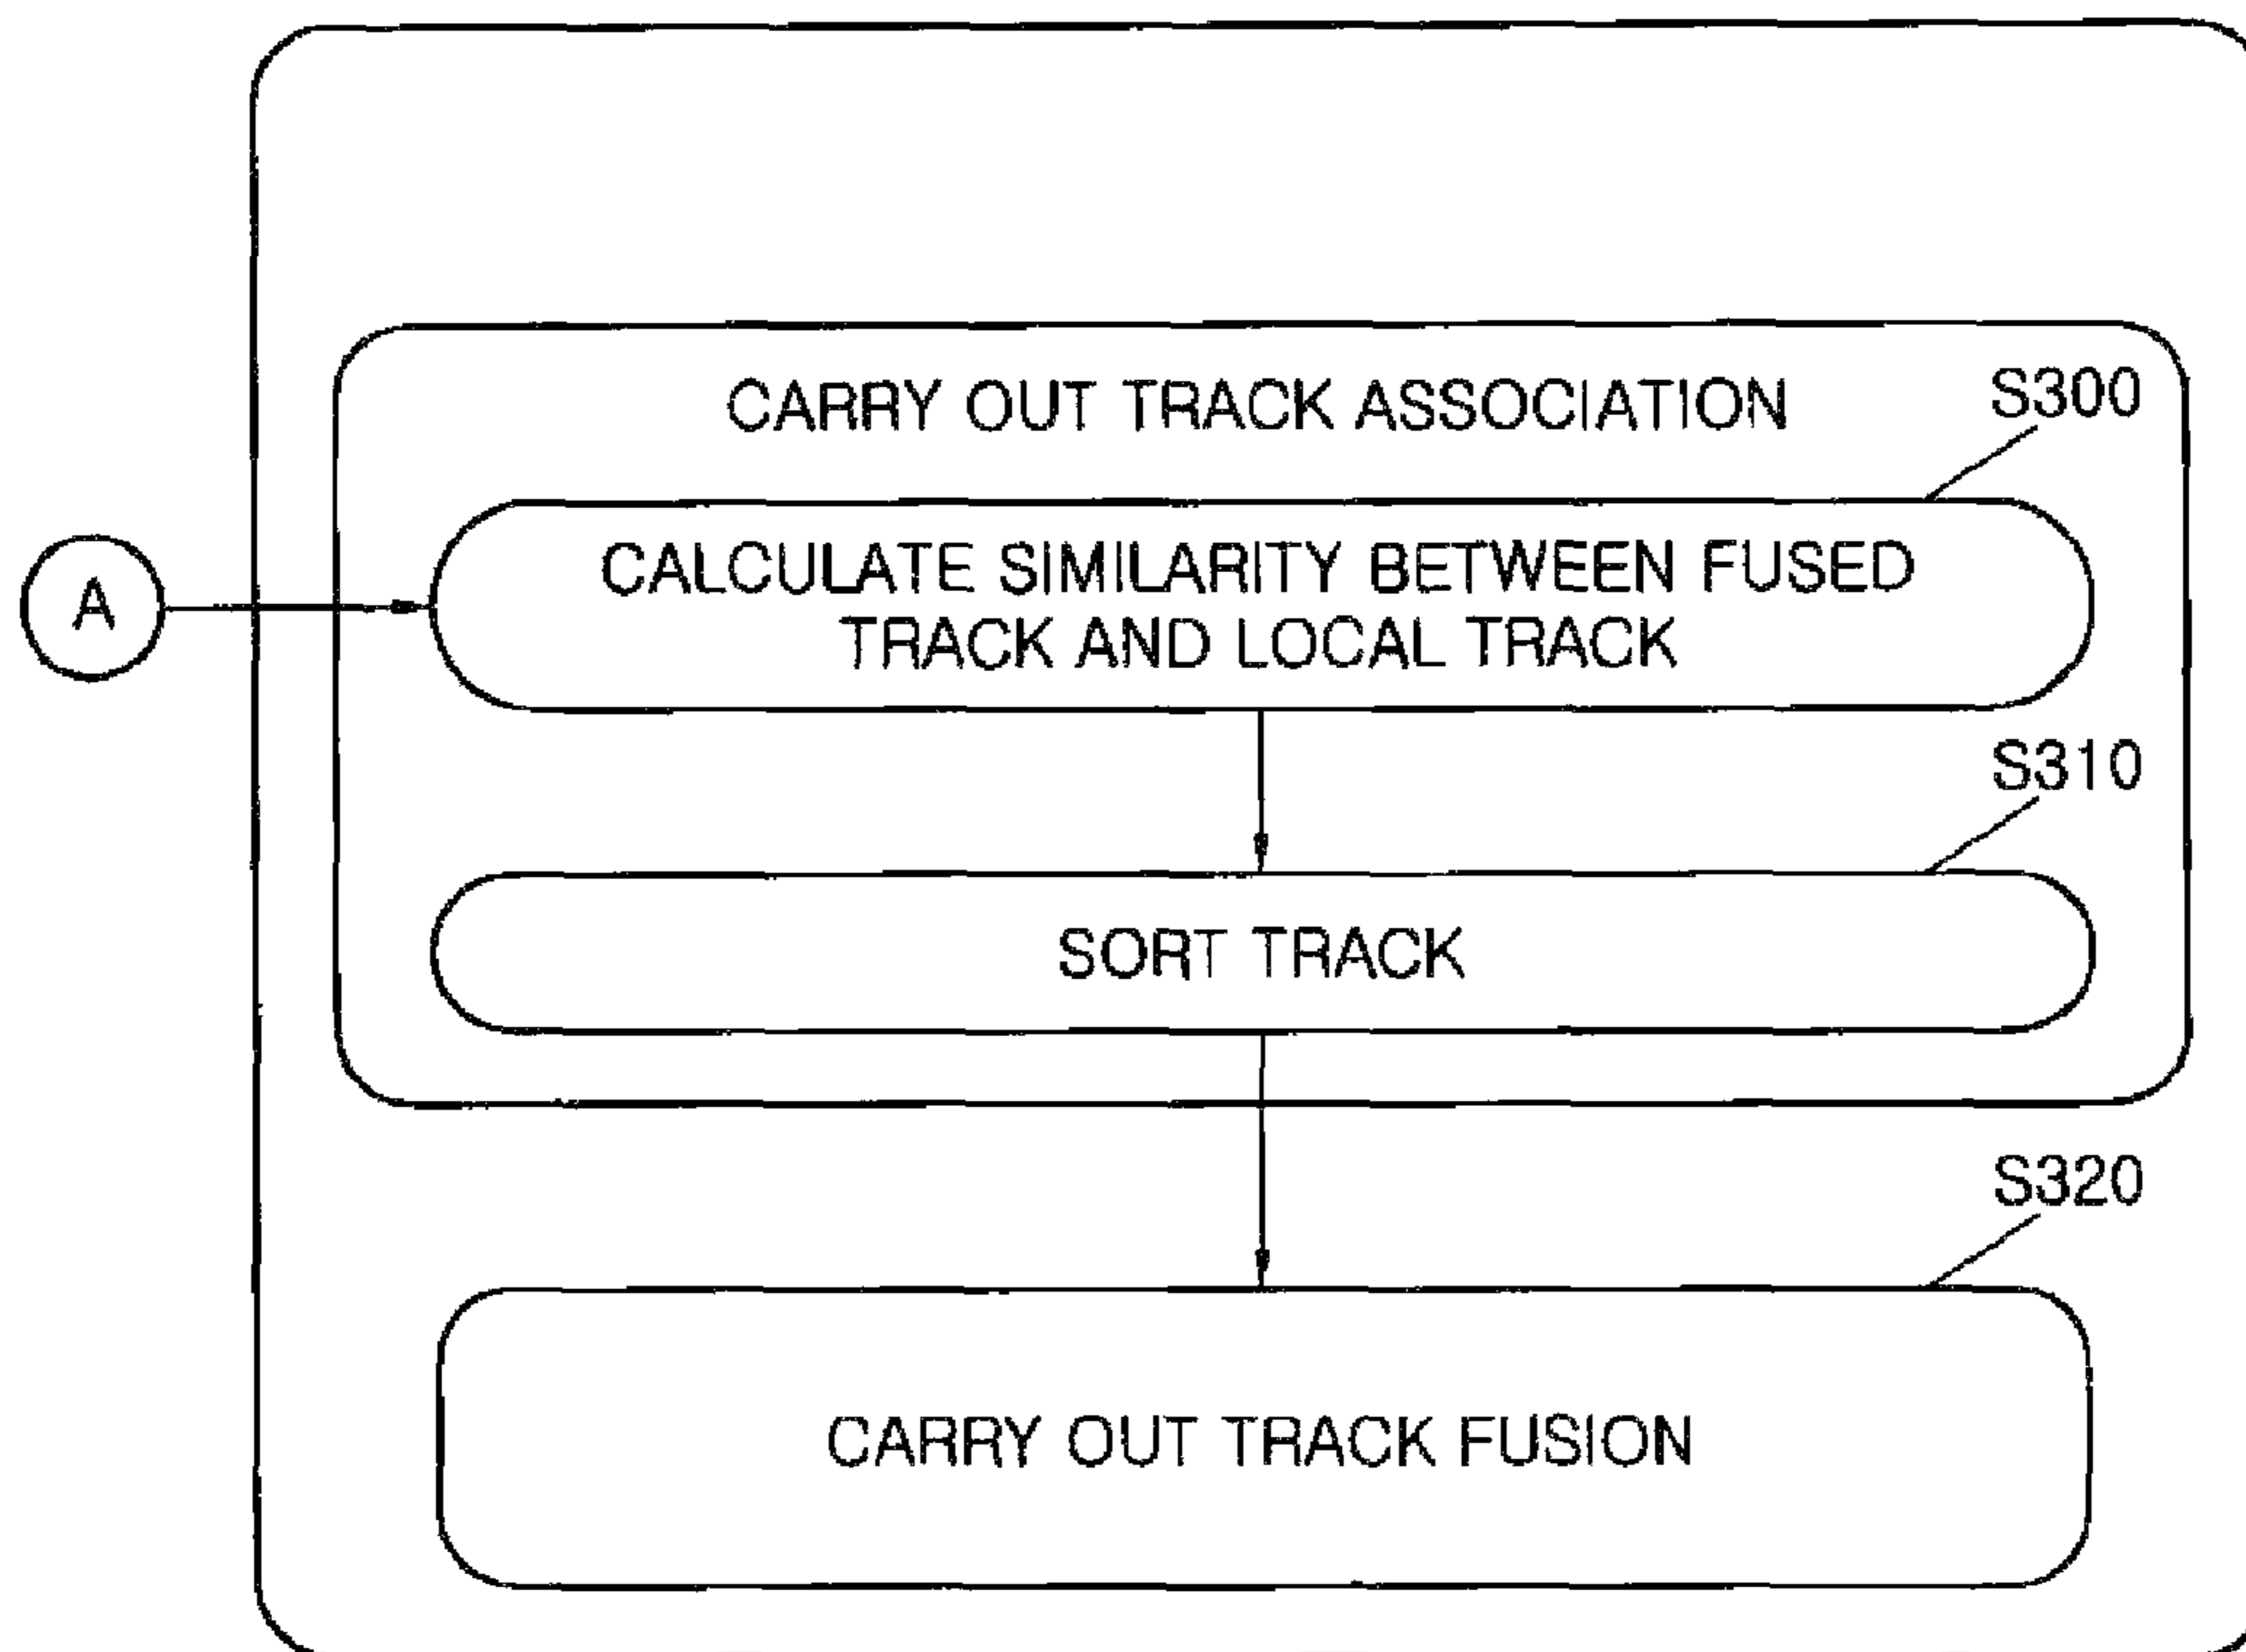 CARRY OUT TRACK ASSOCIATION
S300
A
CALCULATE SIMILARITY BETWEEN FUSED
TRACK AND LOCAL TRACK
S310
SORT TRACK
S320
CARRY OUT TRACK FUSION